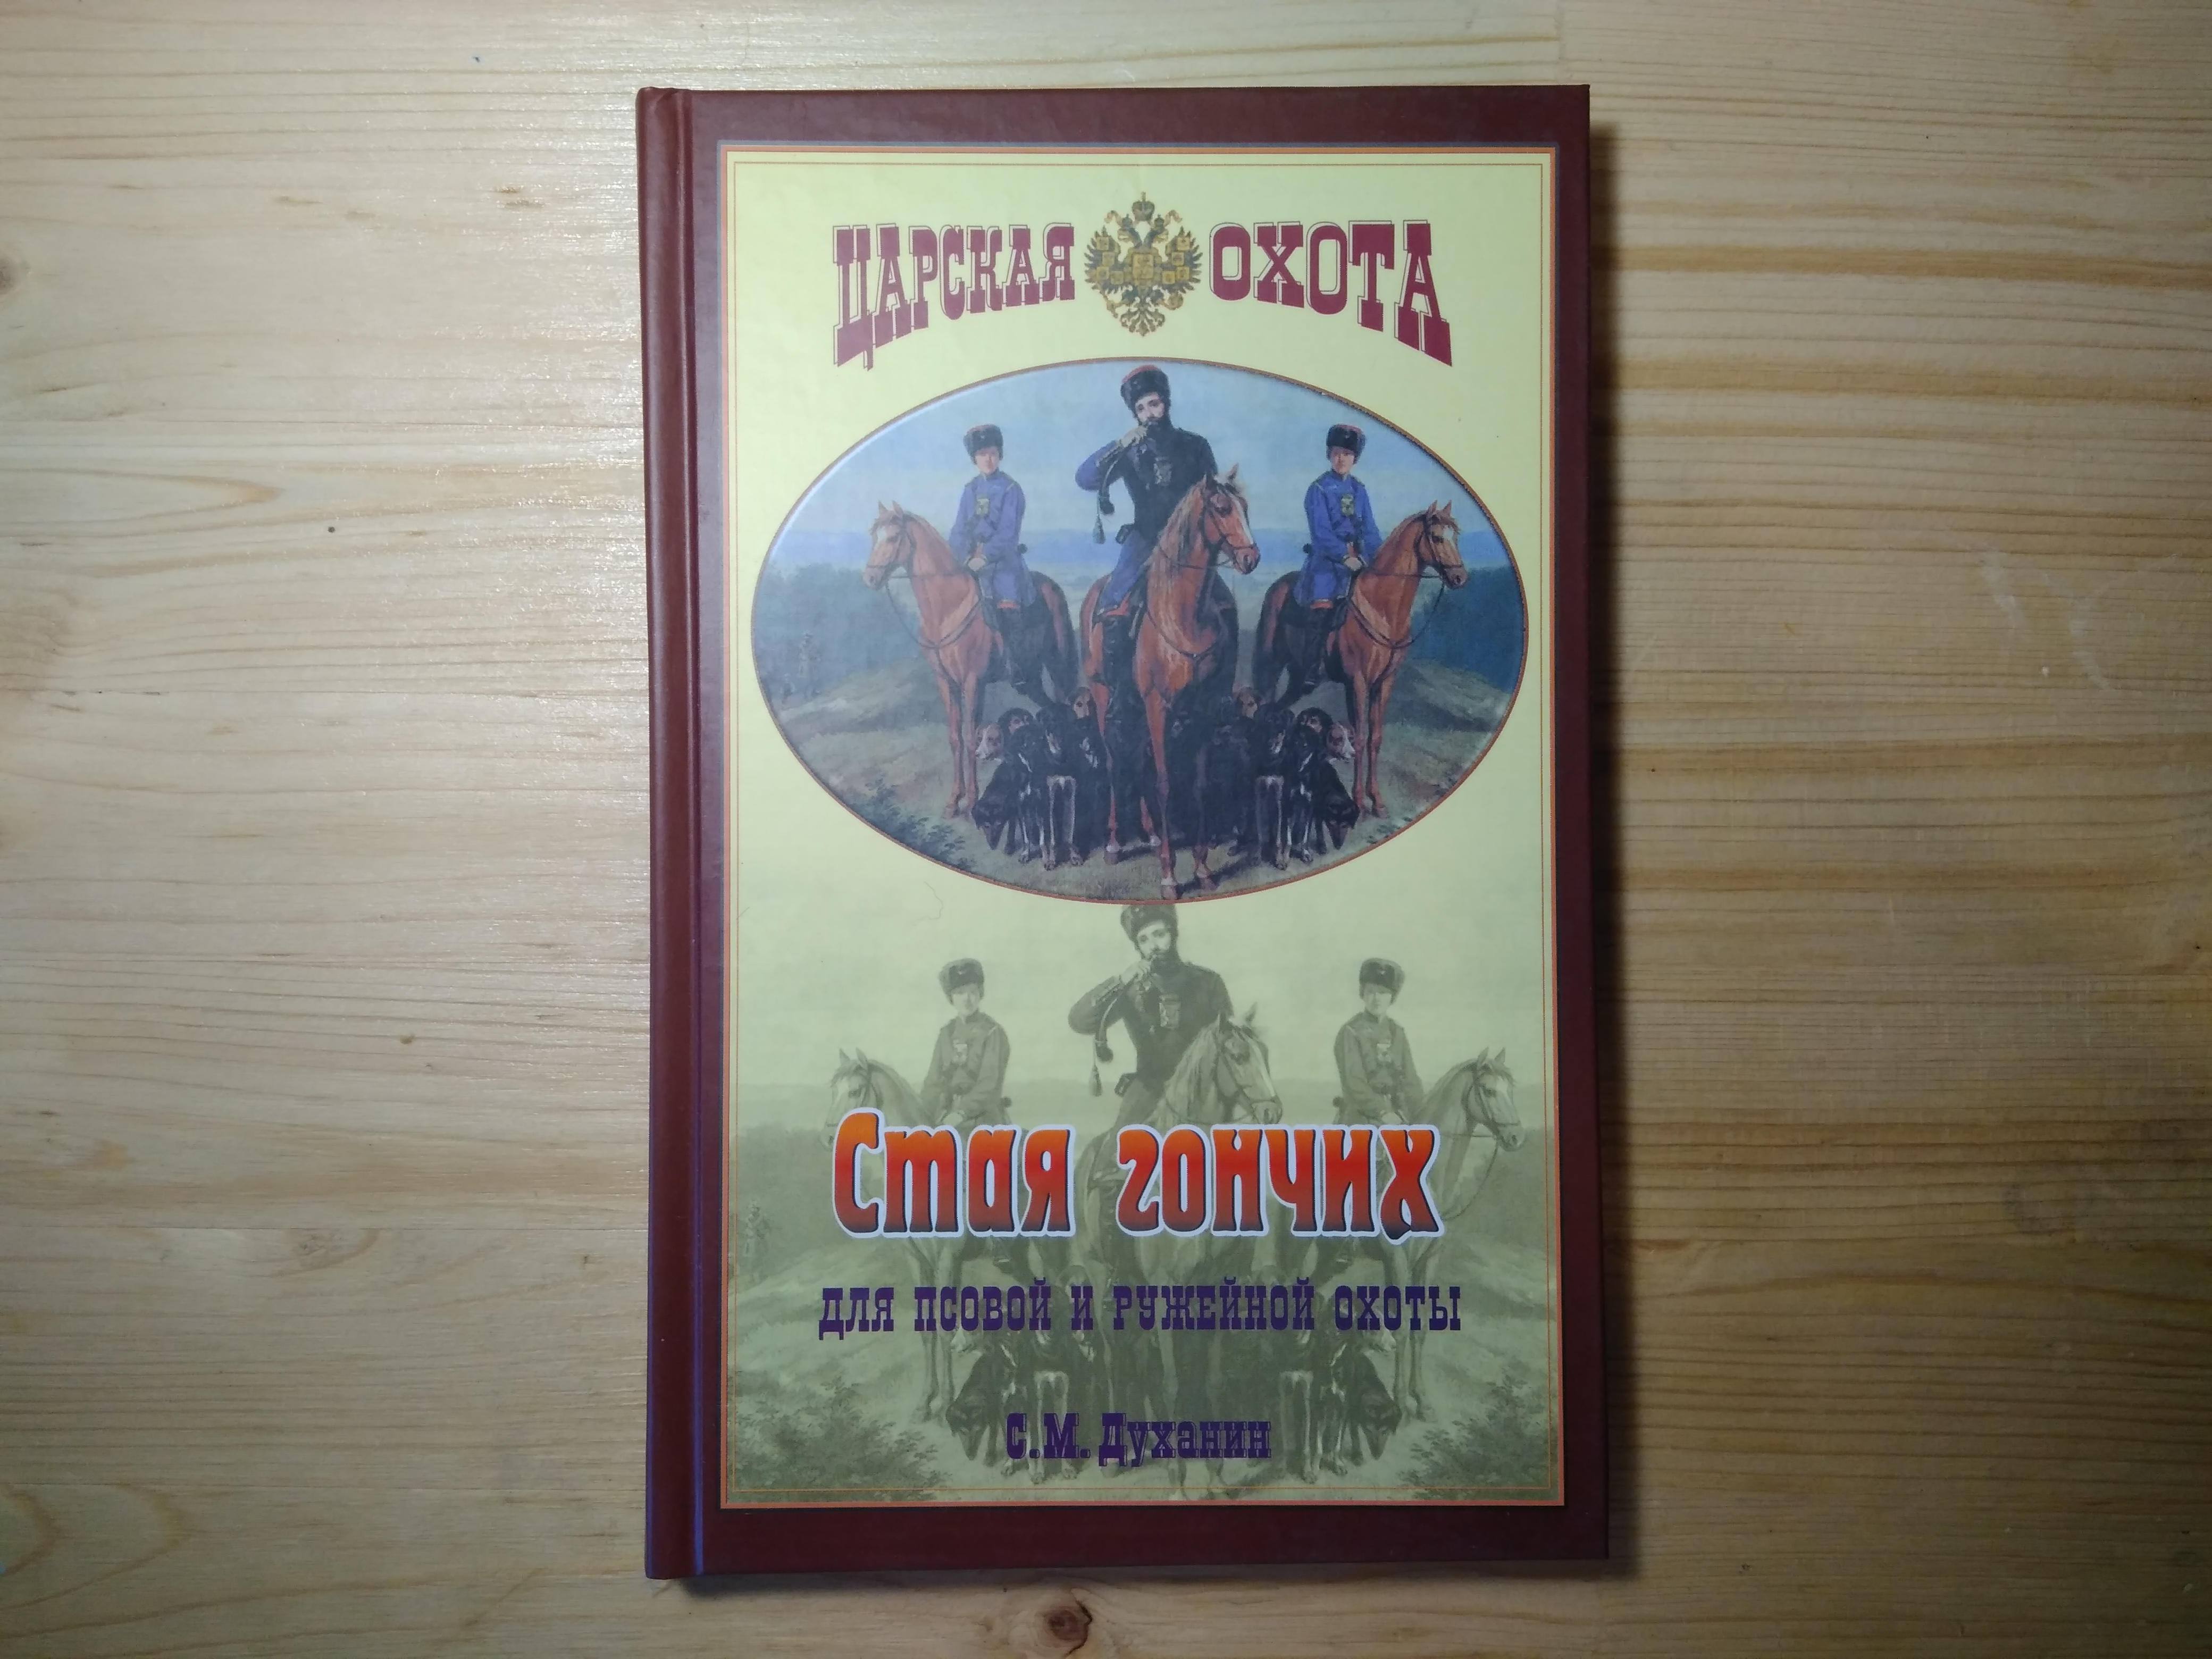 ЦАРСКАЯ ОХОТА
Стая гончих
ДЛЯ ПСОВОЙ И РУЖЕЙНОЙ ОХОТЫ
С.М. Духанин